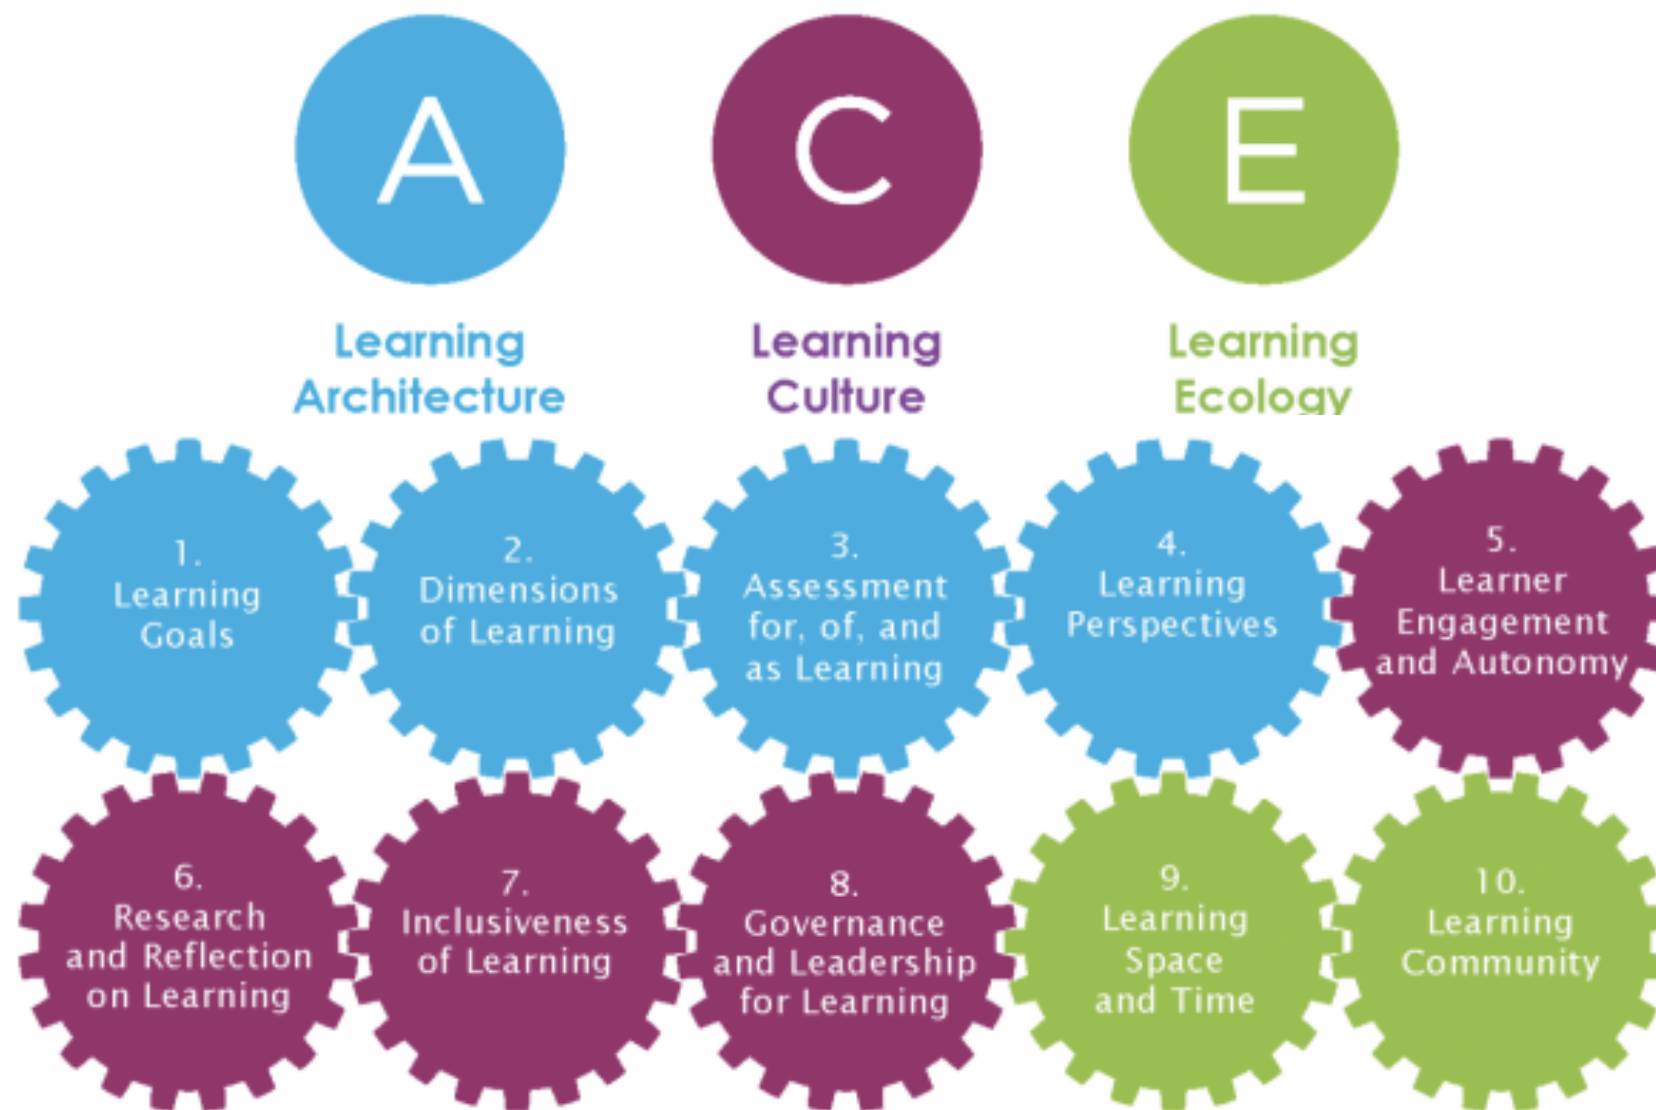 A
C
E
Learning
Architecture
Learning
Culture
Learning
Ecology
1.
Learning
Goals
2.
Dimensions
of Learning
3.
Assessment
for, of, and
as Learning
4.
Learning
Perspectives
5.
Learner
Engagement
and Autonomy
6.
Research
and Reflection
on Learning
7.
Inclusiveness
of Learning
8.
Governance
and Leadership
for Learning
9.
Learning
Space
and Time
10.
Learning
Community